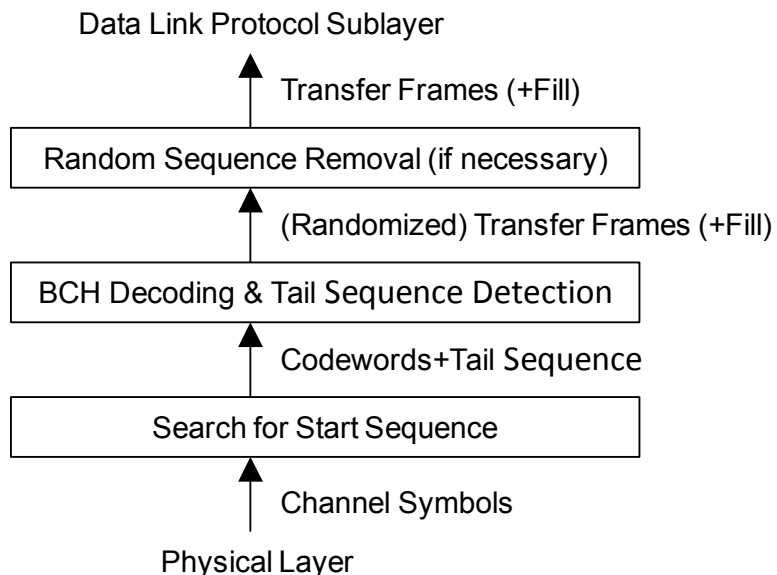 Data Link Protocol Sublayer
Transfer Frames (+Fill)
Random Sequence Removal (if necessary)
(Randomized) Transfer Frames (+Fill)
BCH Decoding & Tail Sequence Detection
Codewords+Tail Sequence
Search for Start Sequence
Channel Symbols
Physical Layer